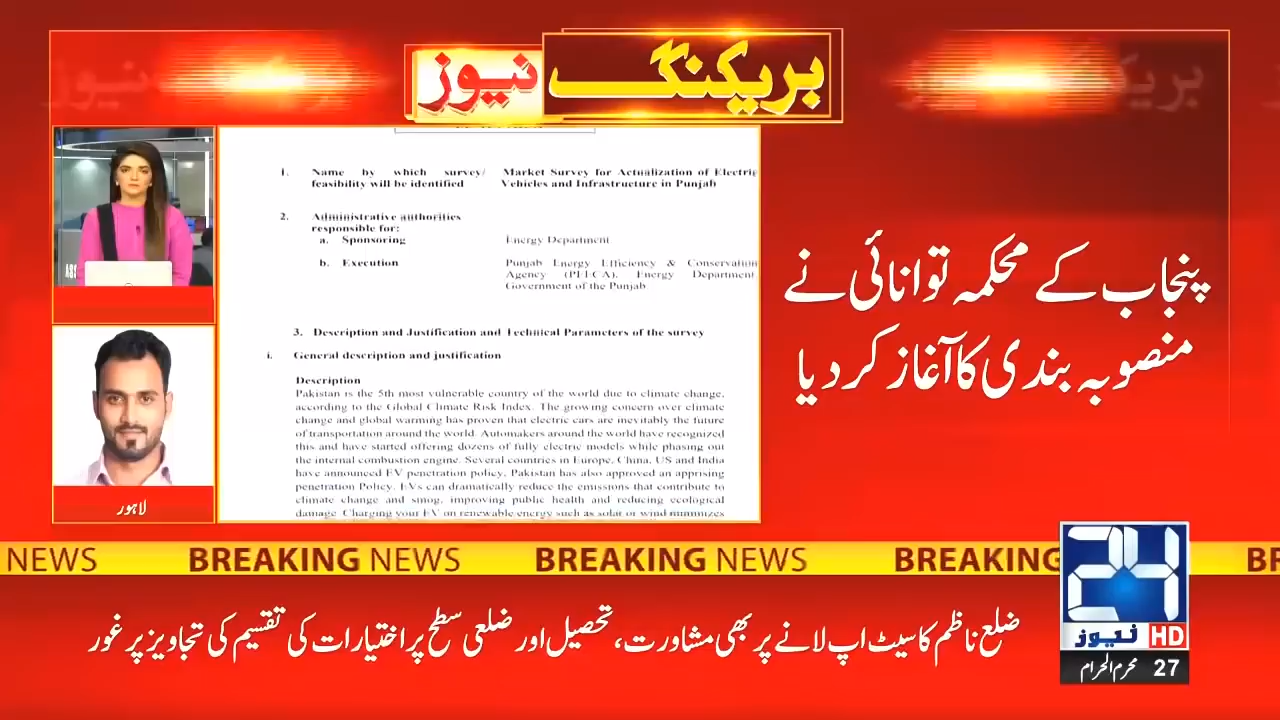 بریکنگ نیوز
1. Name by which survey/ feasibility will be identified
Market Survey for Actualization of Electric Vehicles and Infrastructure in Punjab
2. Administrative authorities responsible for:
a. Sponsoring
Energy Department
b. Execution
Punjab Energy Efficiency & Conservation Agency (PEECA), Energy Department, Government of the Punjab
3. Description and Justification and Technical Parameters of the survey
i. General description and justification
Description
Pakistan is the 5th most vulnerable country of the world due to climate change,
according to the Global Climate Risk Index. The growing concern over climate
change and global warming has proven that electric cars are inevitably the future
of transportation around the world. Automakers around the world have recognized
this and have started offering dozens of fully electric models while phasing out
the internal combustion engine. Several countries in Europe, China, US and India
have announced EV penetration policy, Pakistan has also approved an apprising
penetration Policy. EVs can dramatically reduce the emissions that contribute to
climate change and smog, improving public health and reducing ecological
damage. Charging your EV on renewable energy such as solar or wind minimizes
پنجاب کے محکمہ توانائی نے
منصوبہ بندی کا آغاز کر دیا
لاہور
NEWS BREAKING NEWS BREAKING NEWS BREAKING
24
نیوز HD
27 محرم الحرام
ضلع ناظم کا سیٹ اپ لانے پر بھی مشاورت، تحصیل اور ضلعی سطح پر اختیارات کی تقسیم کی تجاویز پر غور